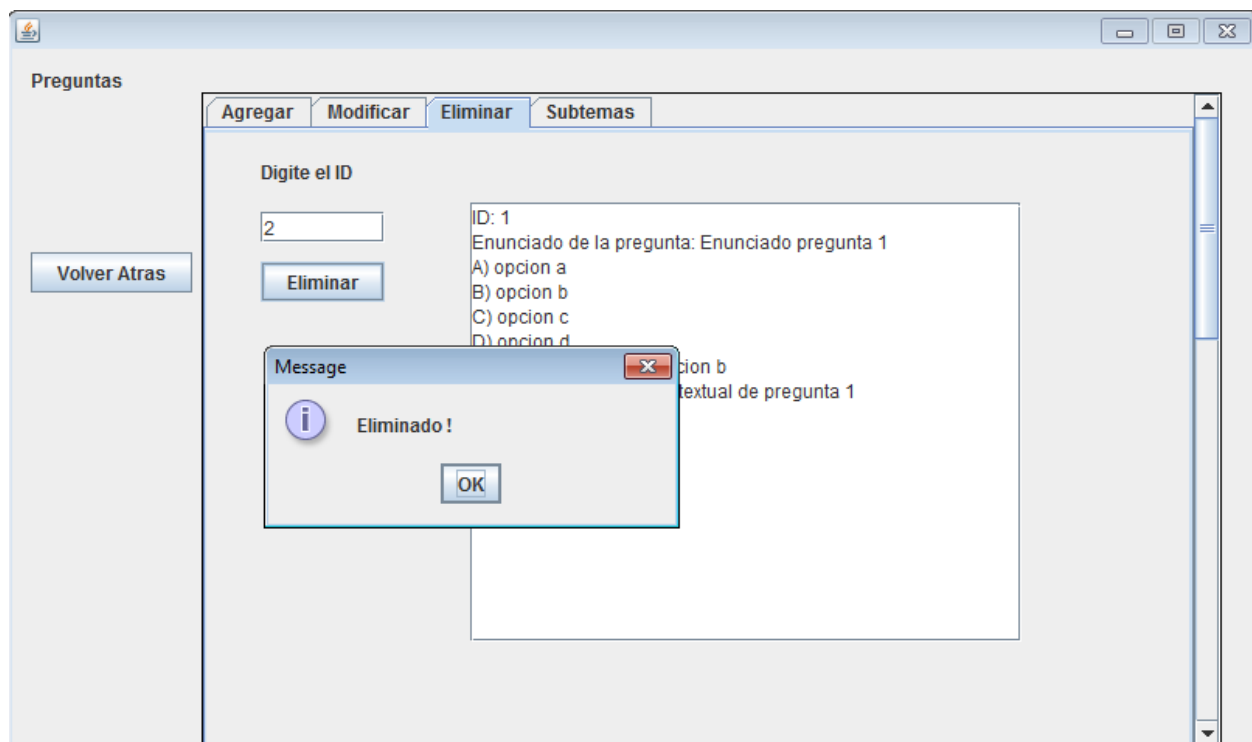 Preguntas
Agregar Modificar Eliminar Subtemas
Digite el ID
2
Eliminar
Volver Atras
ID: 1
Enunciado de la pregunta: Enunciado pregunta 1
A) opcion a
B) opcion b
C) opcion c
D) opcion d
cion b
textual de pregunta 1
Message
Eliminado !
OK